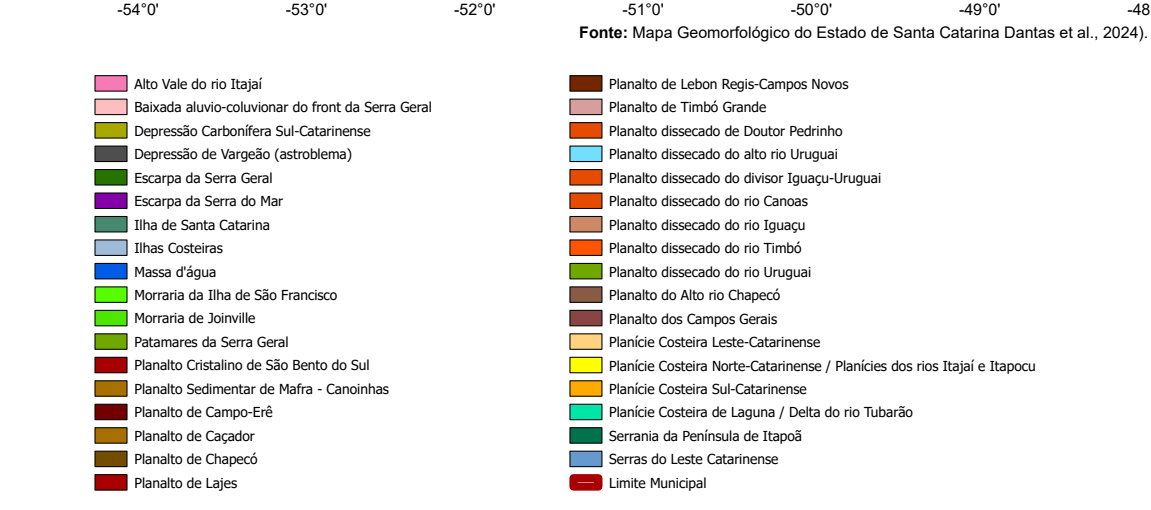 -54°0'
-53°0'
-52°0'
-51°0'
-50°0'
-49°0'
-48
Fonte: Mapa Geomorfológico do Estado de Santa Catarina Dantas et al., 2024).
Alto Vale do rio Itajaí
Baixada aluvio-coluvionar do front da Serra Geral
Depressão Carbonífera Sul-Catarinense
Depressão de Vargeão (astroblema)
Escarpa da Serra Geral
Escarpa da Serra do Mar
Ilha de Santa Catarina
Ilhas Costeiras
Massa d'água
Morraria da Ilha de São Francisco
Morraria de Joinville
Patamares da Serra Geral
Planalto Cristalino de São Bento do Sul
Planalto Sedimentar de Mafra - Canoinhas
Planalto de Campo-Erê
Planalto de Caçador
Planalto de Chapecó
Planalto de Lajes
Planalto de Lebon Regis-Campos Novos
Planalto de Timbó Grande
Planalto dissecado de Doutor Pedrinho
Planalto dissecado do alto rio Uruguai
Planalto dissecado do divisor Iguaçu-Uruguai
Planalto dissecado do rio Canoas
Planalto dissecado do rio Iguaçu
Planalto dissecado do rio Timbó
Planalto dissecado do rio Uruguai
Planalto do Alto rio Chapecó
Planalto dos Campos Gerais
Planície Costeira Leste-Catarinense
Planície Costeira Norte-Catarinense / Planícies dos rios Itajaí e Itapocu
Planície Costeira Sul-Catarinense
Planície Costeira de Laguna / Delta do rio Tubarão
Serrania da Península de Itapoã
Serras do Leste Catarinense
Limite Municipal